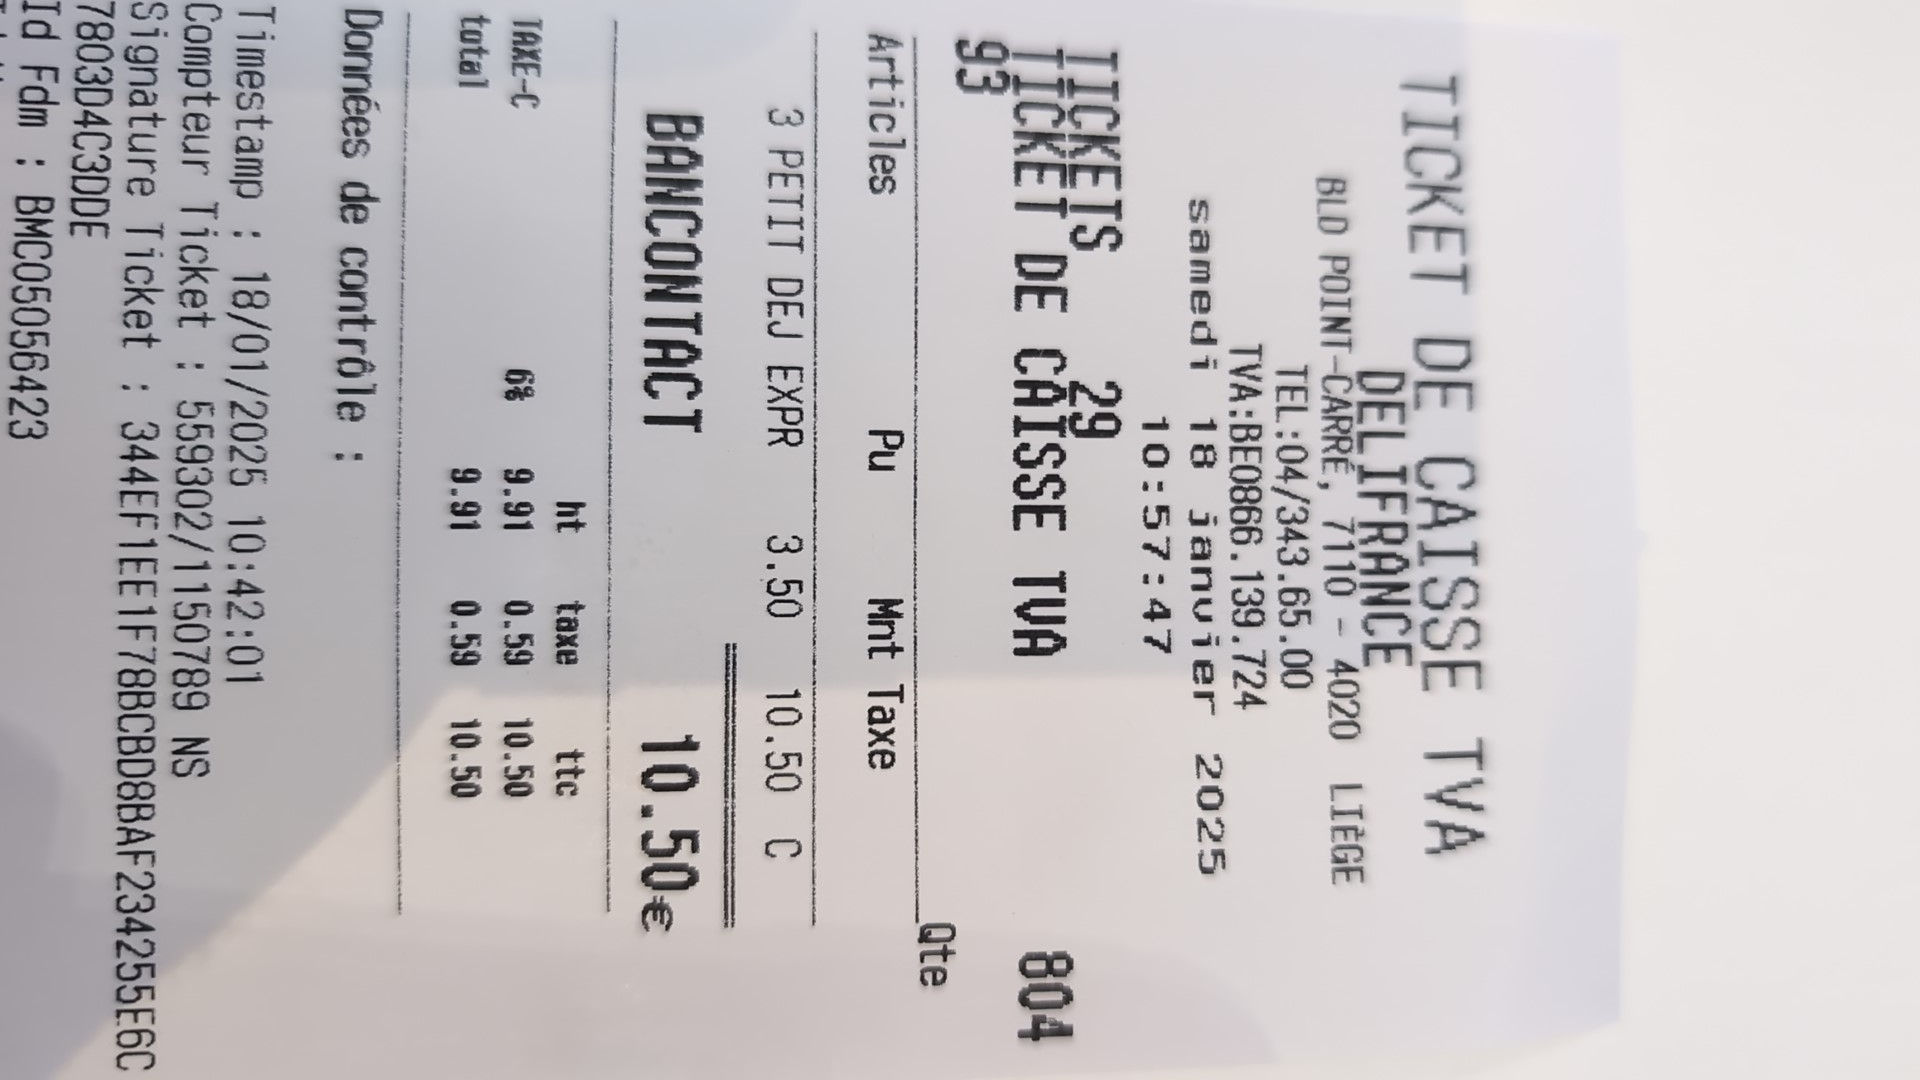 TICKET DE CAISSE TVA
DELIFRANCE
BLD POINT-CARRÉ, 7110 - 4020 LIÈGE
TEL:04/343.65.00
TVA:BE0866.139.724
samedi 18 janvier 2025
10:57:47
TICKETS 29
TICKET DE CAISSE TVA 804
93
Qte
Articles Pu Mnt Taxe
3 PETIT DEJ EXPR 3.50 10.50 C
BANCONTACT 10.50€
ht taxe ttc
TAXE-C 6% 9.91 0.59 10.50
total 9.91 0.59 10.50
Données de contrôle :
Timestamp : 18/01/2025 10:42:01
Compteur Ticket : 559302/1150789 NS
Signature Ticket : 344EF1EE1F78BCBD8BAF234255E6C
7803D4C3DDE
Id Fdm : BMC050564423